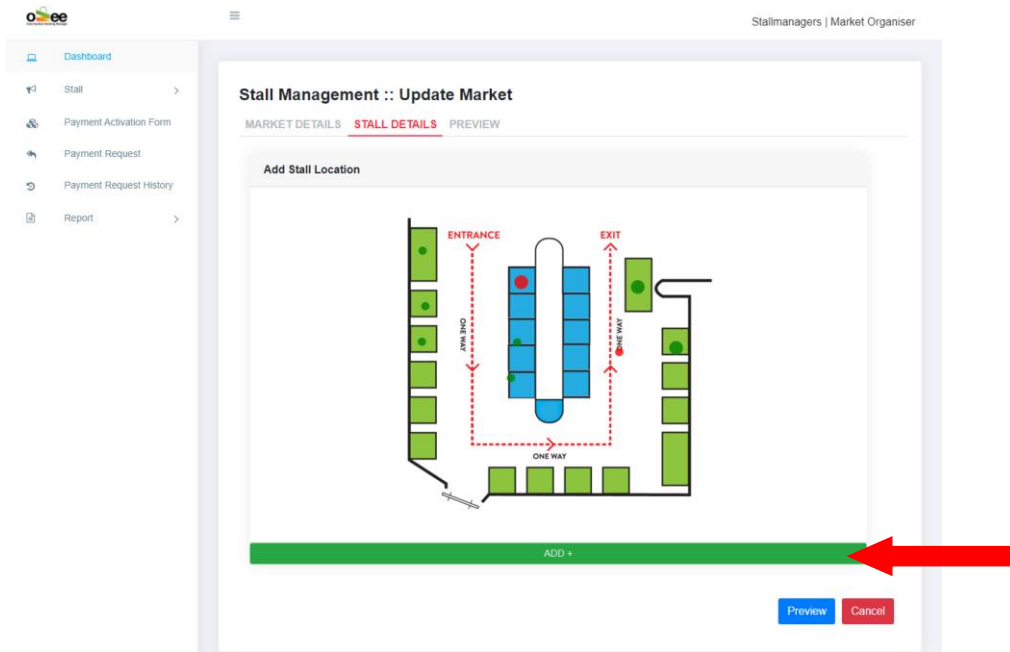 ozee
Stallmanagers | Market Organiser
Dashboard
Stall
Payment Activation Form
Payment Request
Payment Request History
Report
Stall Management :: Update Market
MARKET DETAILS STALL DETAILS PREVIEW
Add Stall Location
ENTRANCE
EXIT
ONE WAY
ONE WAY
ONE WAY
ADD +
Preview Cancel